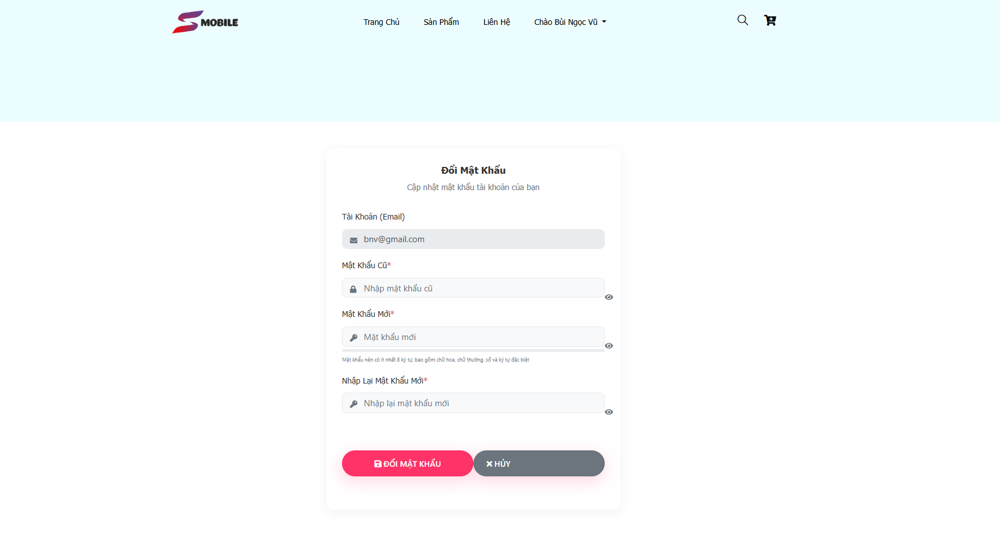 S MOBILE
Trang Chủ
Sản Phẩm
Liên Hệ
Chào Bùi Ngọc Vũ
Đổi Mật Khẩu
Cập nhật mật khẩu tài khoản của bạn
Tài Khoản (Email)
bnv@gmail.com
Mật Khẩu Cũ*
Nhập mật khẩu cũ
Mật Khẩu Mới*
Mật khẩu mới
Mật khẩu nên có ít nhất 8 ký tự, bao gồm chữ hoa, chữ thường, số và ký tự đặc biệt
Nhập Lại Mật Khẩu Mới*
Nhập lại mật khẩu mới
ĐỔI MẬT KHẨU
HỦY